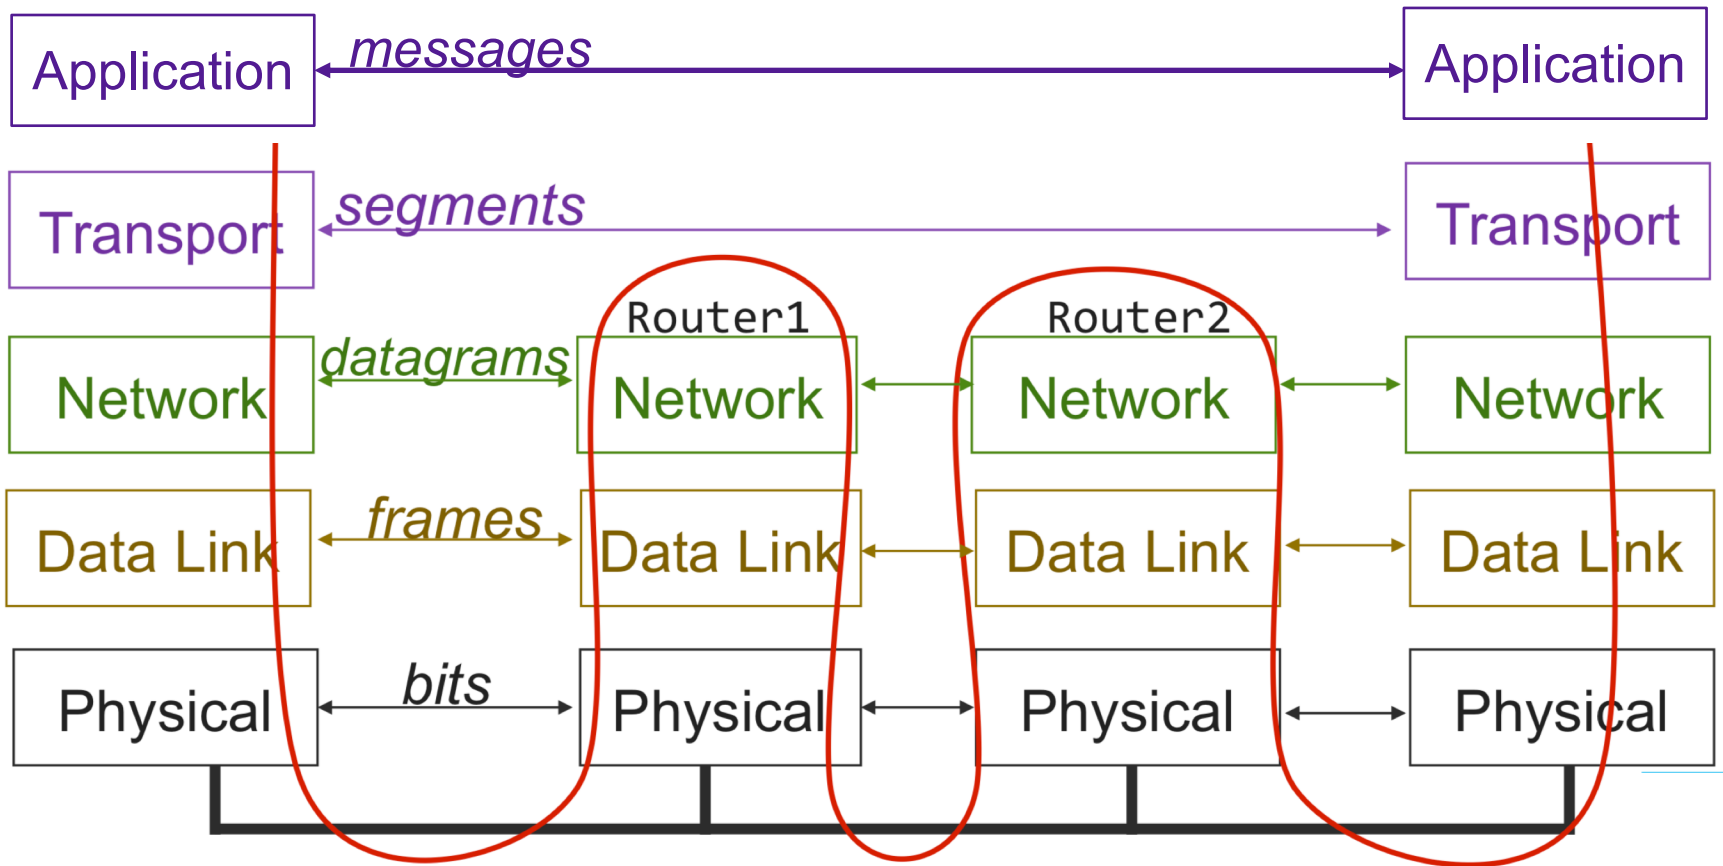 Application messages Application
Transport segments Transport
Router1 Router2
Network datagrams Network Network Network
Data Link frames Data Link Data Link Data Link
Physical bits Physical Physical Physical